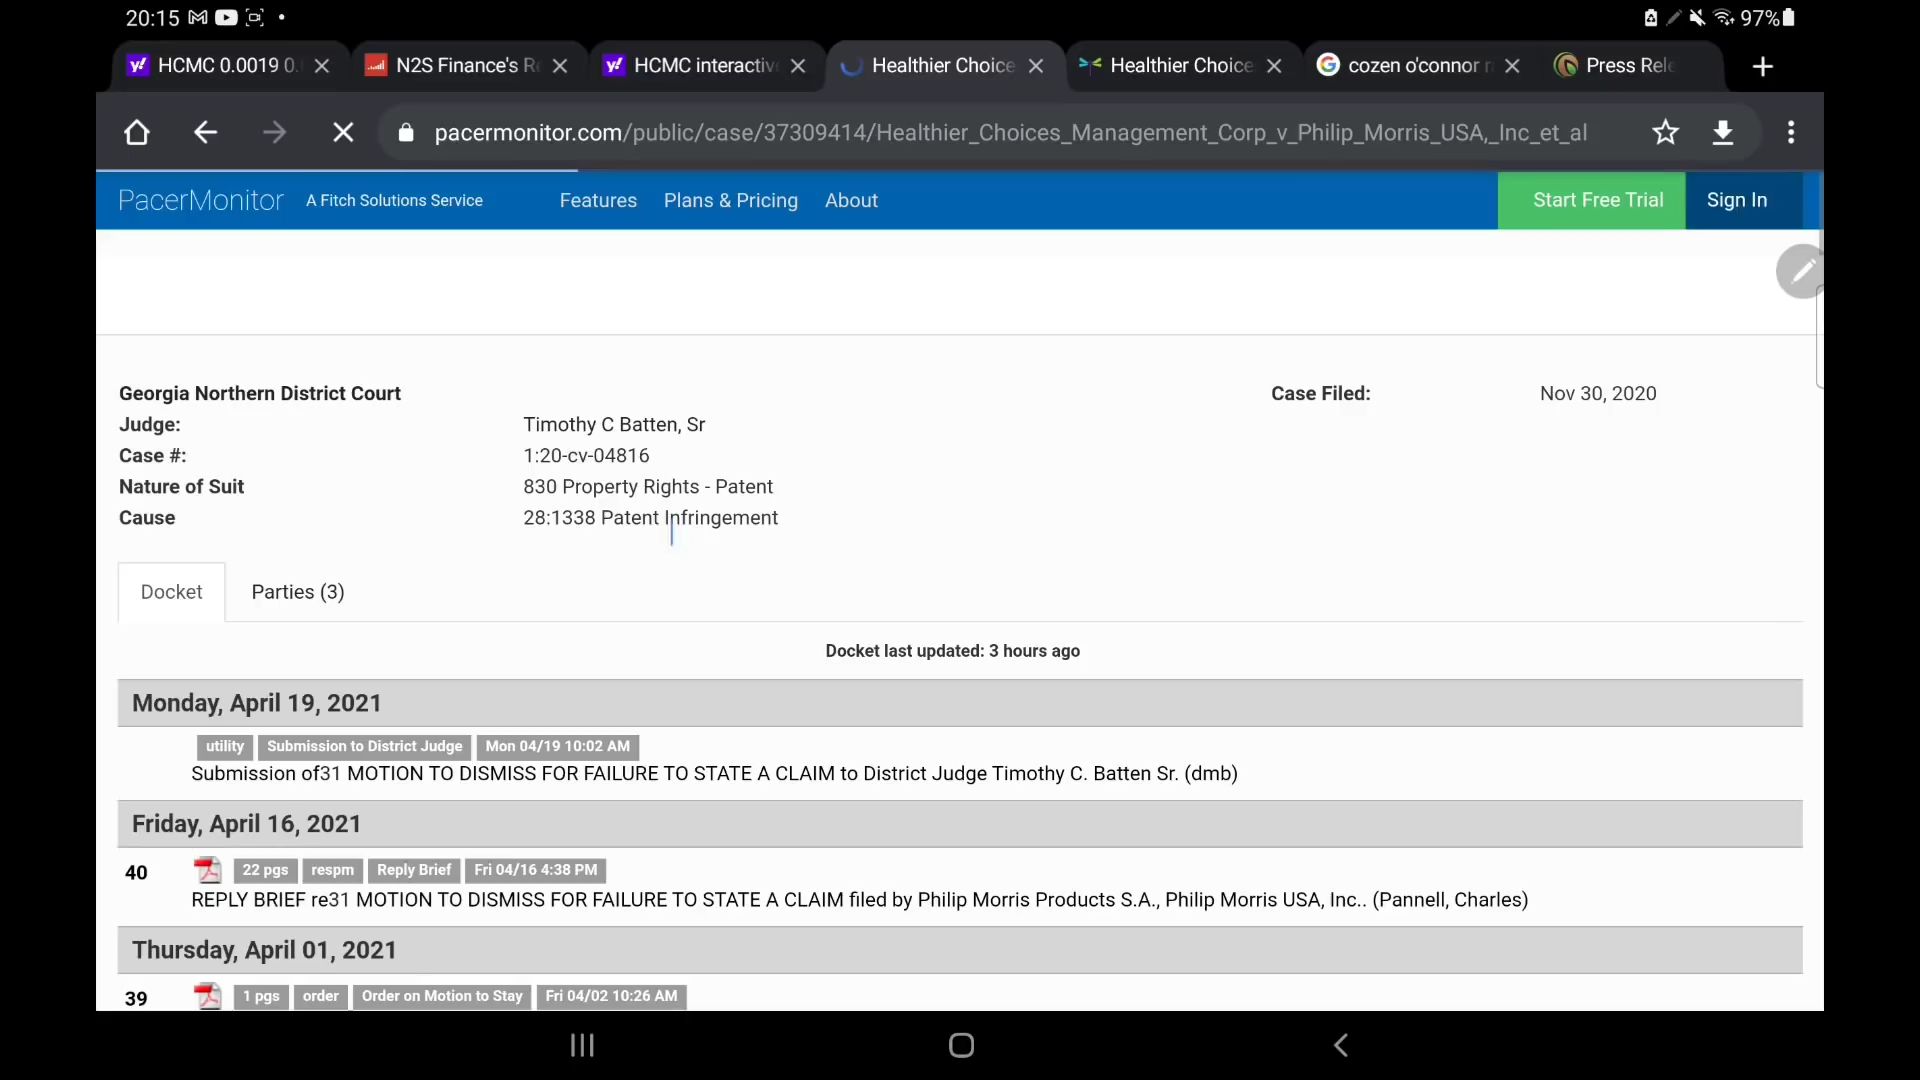 20:15
97%
HCMC 0.0019 0.
N2S Finance's R
HCMC interactiv
Healthier Choice
Healthier Choice
cozen o'connor r
Press Rele
pacermonitor.com/public/case/37309414/Healthier_Choices_Management_Corp_v_Philip_Morris_USA,_Inc_et_al
PacerMonitor A Fitch Solutions Service Features Plans & Pricing About Start Free Trial Sign In
Georgia Northern District Court Case Filed: Nov 30, 2020
Judge: Timothy C Batten, Sr
Case #: 1:20-cv-04816
Nature of Suit 830 Property Rights - Patent
Cause 28:1338 Patent Infringement
Docket Parties (3)
Docket last updated: 3 hours ago
Monday, April 19, 2021
utility Submission to District Judge Mon 04/19 10:02 AM
Submission of31 MOTION TO DISMISS FOR FAILURE TO STATE A CLAIM to District Judge Timothy C. Batten Sr. (dmb)
Friday, April 16, 2021
40 22 pgs respm Reply Brief Fri 04/16 4:38 PM
REPLY BRIEF re31 MOTION TO DISMISS FOR FAILURE TO STATE A CLAIM filed by Philip Morris Products S.A., Philip Morris USA, Inc.. (Pannell, Charles)
Thursday, April 01, 2021
39 1 pgs order Order on Motion to Stay Fri 04/02 10:26 AM